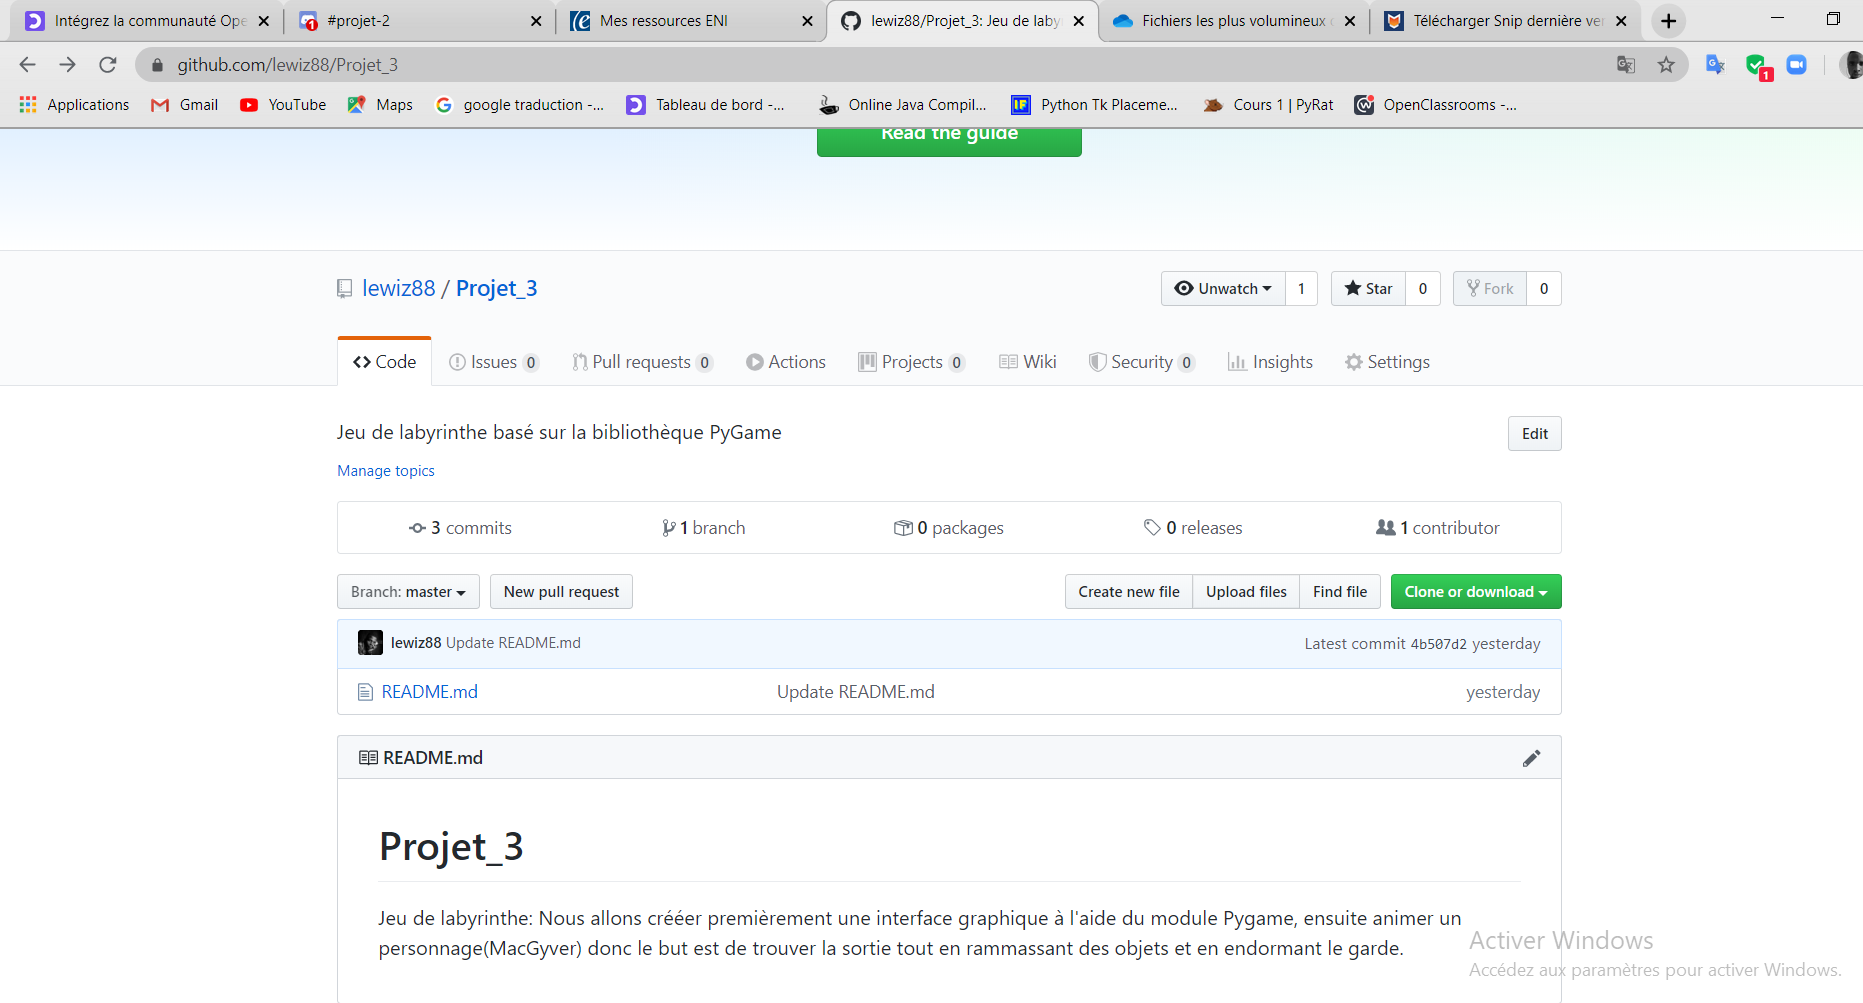 Intégrez la communauté Ope
#projet-2
Mes ressources ENI
lewiz88/Projet_3: Jeu de laby
Fichiers les plus volumineux
Télécharger Snip dernière ver
github.com/lewiz88/Projet_3
1
Applications
Gmail
YouTube
Maps
google traduction -...
Tableau de bord -...
Online Java Compil...
Python Tk Placeme...
Cours 1 | PyRat
OpenClassrooms -...
Read the guide
lewiz88 / Projet_3
Unwatch 1
Star 0
Fork 0
Code
Issues 0
Pull requests 0
Actions
Projects 0
Wiki
Security 0
Insights
Settings
Jeu de labyrinthe basé sur la bibliothèque PyGame
Edit
Manage topics
3 commits
1 branch
0 packages
0 releases
1 contributor
Branch: master
New pull request
Create new file
Upload files
Find file
Clone or download
lewiz88 Update README.md
Latest commit 4b507d2 yesterday
README.md
Update README.md
yesterday
README.md
Projet_3
Jeu de labyrinthe: Nous allons crééer premièrement une interface graphique à l'aide du module Pygame, ensuite animer un
personnage(MacGyver) donc le but est de trouver la sortie tout en rammassant des objets et en endormant le garde.
Activer Windows
Accédez aux paramètres pour activer Windows.